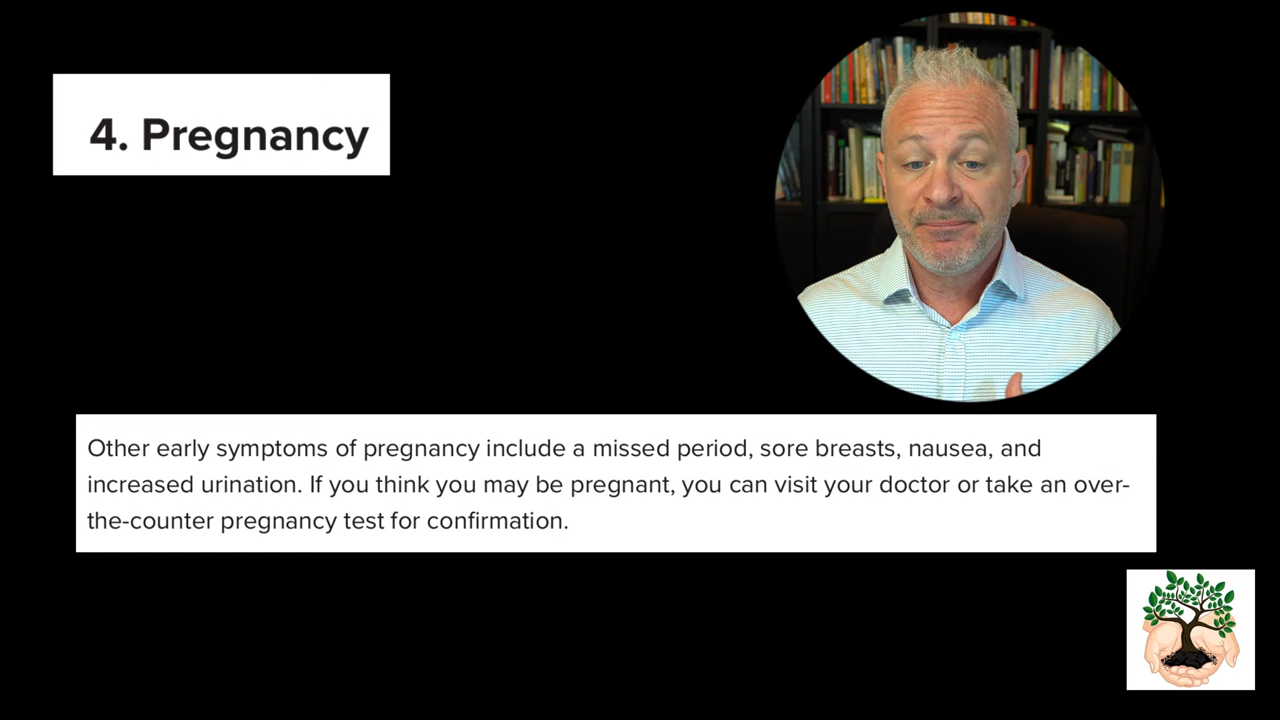 4. Pregnancy
Other early symptoms of pregnancy include a missed period, sore breasts, nausea, and
increased urination. If you think you may be pregnant, you can visit your doctor or take an over-
the-counter pregnancy test for confirmation.